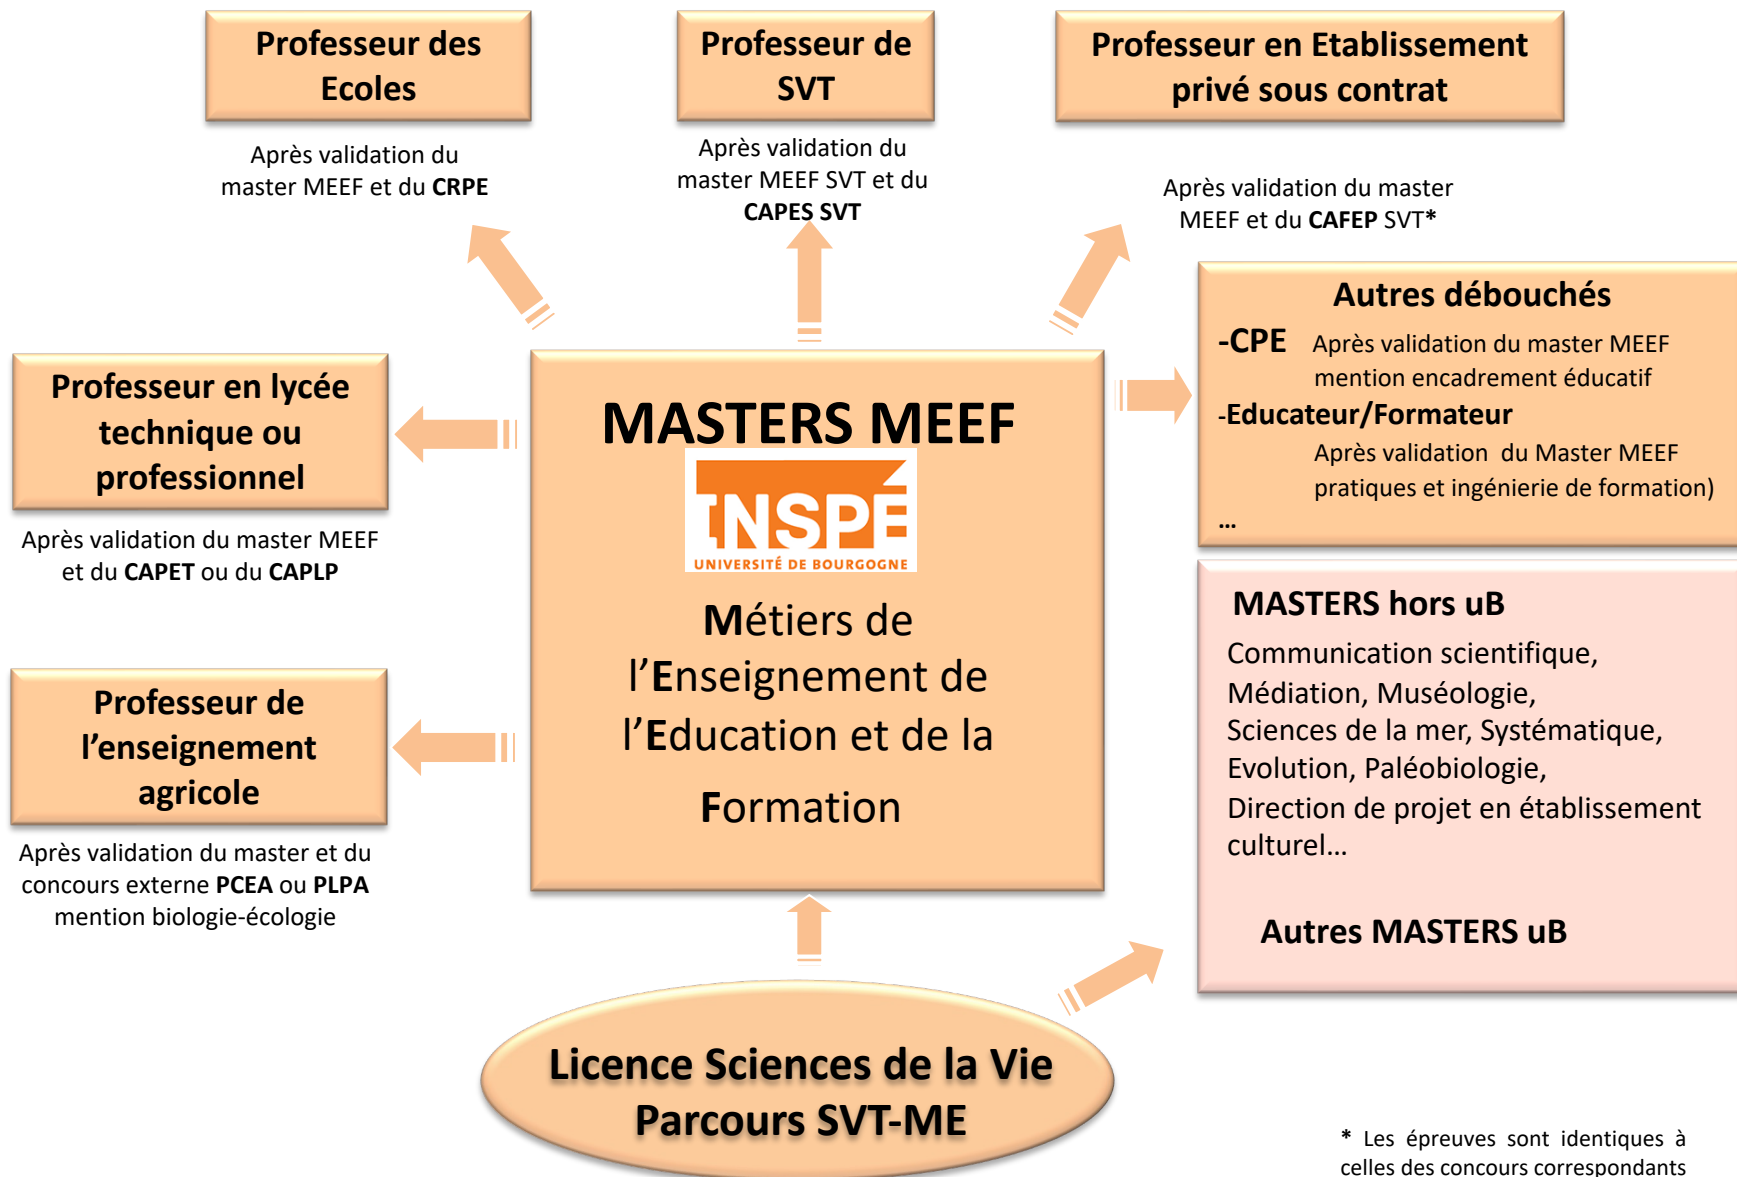 Professeur des
Ecoles
Après validation du
master MEEF et du CRPE
Professeur de
SVT
Après validation du
master MEEF SVT et du
CAPES SVT
Professeur en Etablissement
privé sous contrat
Après validation du master
MEEF et du CAFEP SVT*
Autres débouchés
-CPE Après validation du master MEEF
mention encadrement éducatif
-Educateur/Formateur
Après validation du Master MEEF
pratiques et ingénierie de formation)
...
Professeur en lycée
technique ou
professionnel
Après validation du master MEEF
et du CAPET ou du CAPLP
Professeur de
l'enseignement
agricole
Après validation du master et du
concours externe PCEA ou PLPA
mention biologie-écologie
MASTERS MEEF
INSPÉ
UNIVERSITÉ DE BOURGOGNE
Métiers de
l'Enseignement de
l'Education et de la
Formation
MASTERS hors uB
Communication scientifique,
Médiation, Muséologie,
Sciences de la mer, Systématique,
Evolution, Paléobiologie,
Direction de projet en établissement
culturel...
Autres MASTERS uB
Licence Sciences de la Vie
Parcours SVT-ME
* Les épreuves sont identiques à
celles des concours correspondants